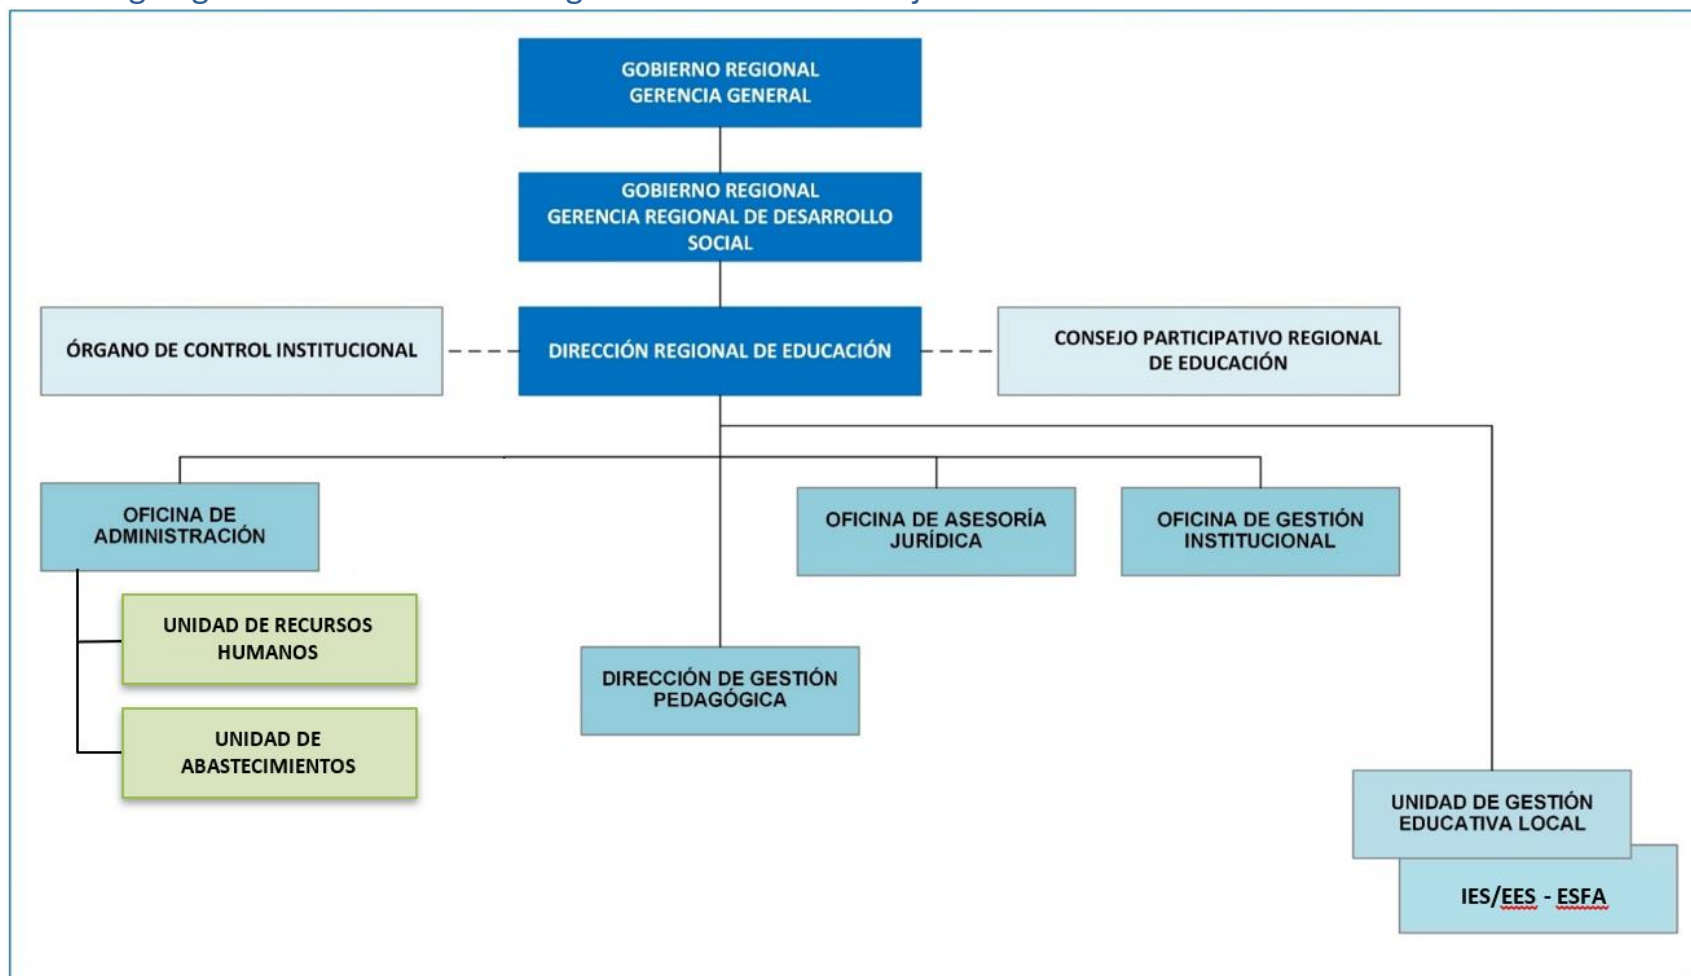 GOBIERNO REGIONAL
GERENCIA GENERAL
GOBIERNO REGIONAL
GERENCIA REGIONAL DE DESARROLLO
SOCIAL
ÓRGANO DE CONTROL INSTITUCIONAL
DIRECCIÓN REGIONAL DE EDUCACIÓN
CONSEJO PARTICIPATIVO REGIONAL
DE EDUCACIÓN
OFICINA DE
ADMINISTRACIÓN
OFICINA DE ASESORÍA
JURÍDICA
OFICINA DE GESTIÓN
INSTITUCIONAL
UNIDAD DE RECURSOS
HUMANOS
DIRECCIÓN DE GESTIÓN
PEDAGÓGICA
UNIDAD DE
ABASTECIMIENTOS
UNIDAD DE GESTIÓN
EDUCATIVA LOCAL
IES/EES - ESFA